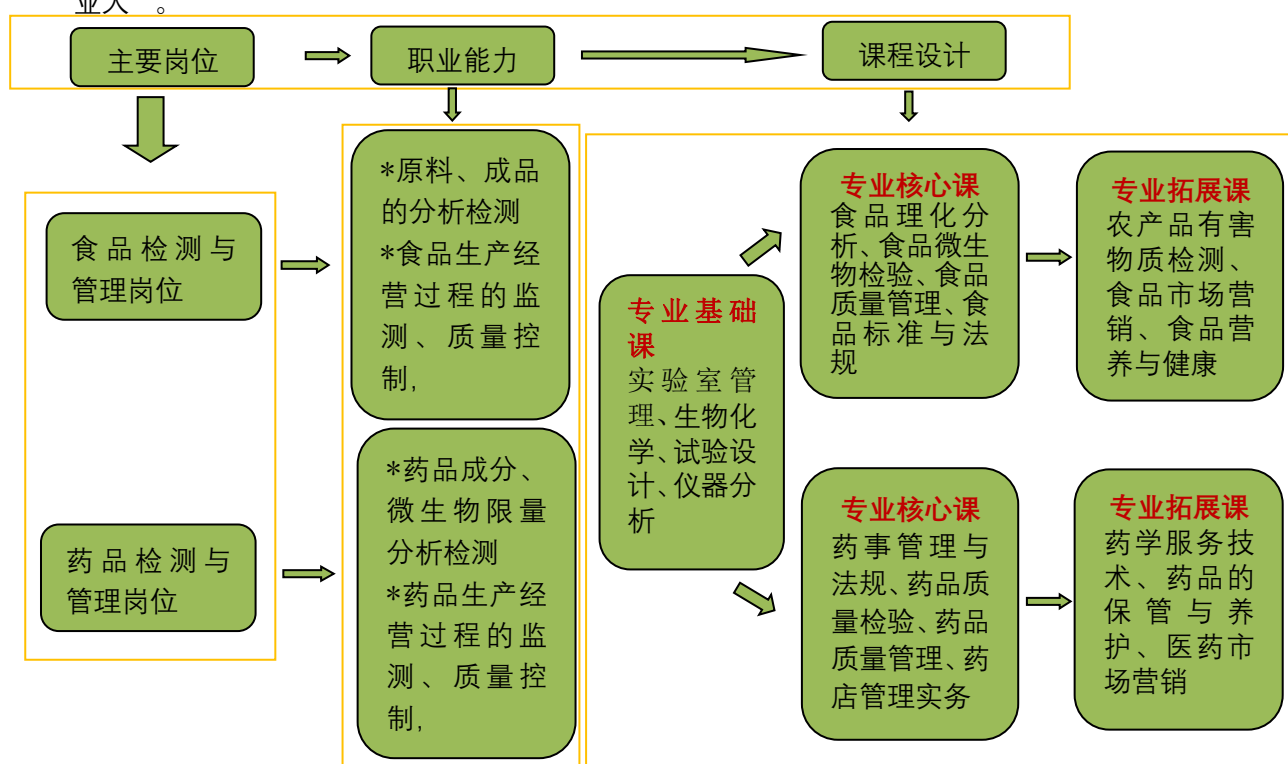 主要岗位
职业能力
课程设计
食品检测与
管理岗位
药品检测与
管理岗位
*原料、成品
的分析检测
*食品生产经
营过程的监
测、质量控
制,
*药品成分、
微生物限量
分析检测
*药品生产经
营过程的监
测、质量控
制,
专业基础
课
实验室管
理、生物化
学、试验设
计、仪器分
析
专业核心课
食品理化分
析、食品微生
物检验、食品
质量管理、食
品标准与法
规
专业拓展课
农产品有害
物质检测、
食品市场营
销、食品营
养与健康
专业核心课
药事管理与
法规、药品质
量检验、药品
质量管理、药
店管理实务
专业拓展课
药学服务技
术、药品的
保管与养
护、医药市
场营销